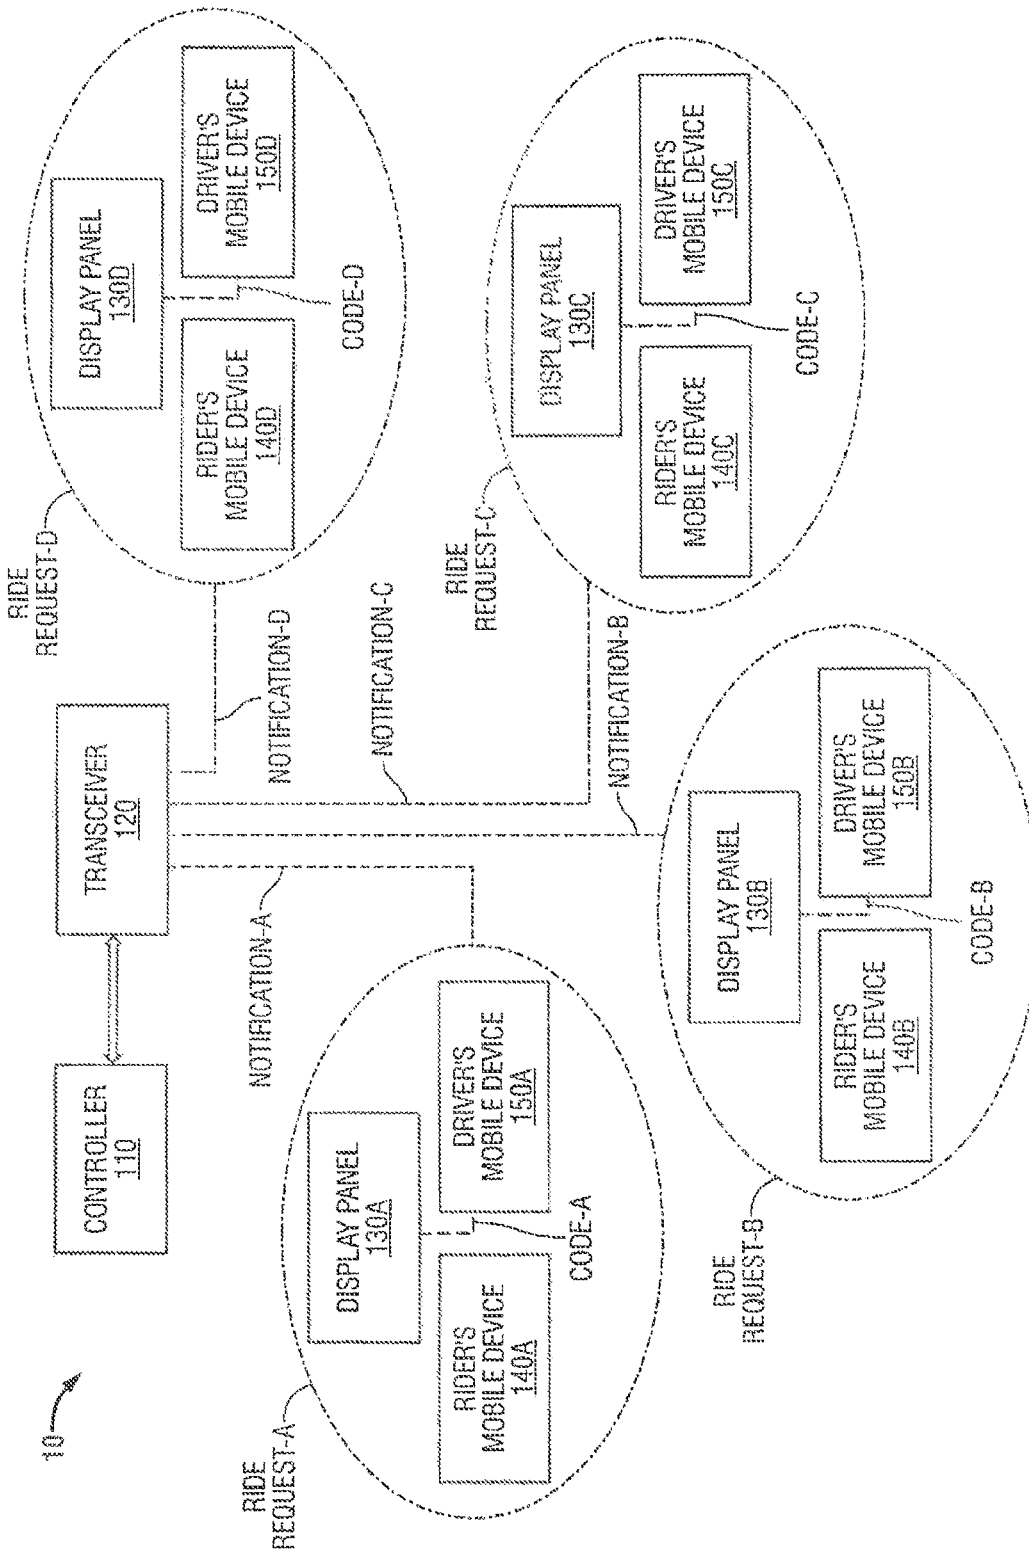 10
CONTROLLER
110
TRANSCEIVER
120
RIDE
REQUEST-A
NOTIFICATION-A
DISPLAY PANEL
130A
RIDER'S
MOBILE DEVICE
140A
DRIVER'S
MOBILE DEVICE
150A
CODE-A
RIDE
REQUEST-B
NOTIFICATION-B
DISPLAY PANEL
130B
RIDER'S
MOBILE DEVICE
140B
DRIVER'S
MOBILE DEVICE
150B
CODE-B
RIDE
REQUEST-C
NOTIFICATION-C
DISPLAY PANEL
130C
RIDER'S
MOBILE DEVICE
140C
DRIVER'S
MOBILE DEVICE
150C
CODE-C
RIDE
REQUEST-D
NOTIFICATION-D
DISPLAY PANEL
130D
RIDER'S
MOBILE DEVICE
140D
DRIVER'S
MOBILE DEVICE
150D
CODE-D